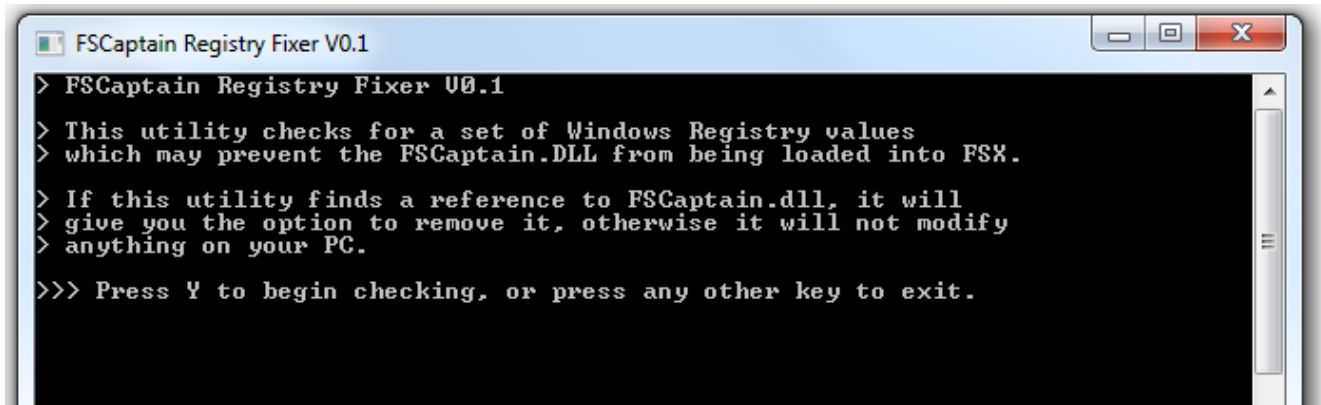 FSCaptain Registry Fixer V0.1
> FSCaptain Registry Fixer V0.1
> This utility checks for a set of Windows Registry values
> which may prevent the FSCaptain.DLL from being loaded into FSX.
> If this utility finds a reference to FSCaptain.dll, it will
> give you the option to remove it, otherwise it will not modify
> anything on your PC.
>>> Press Y to begin checking, or press any other key to exit.